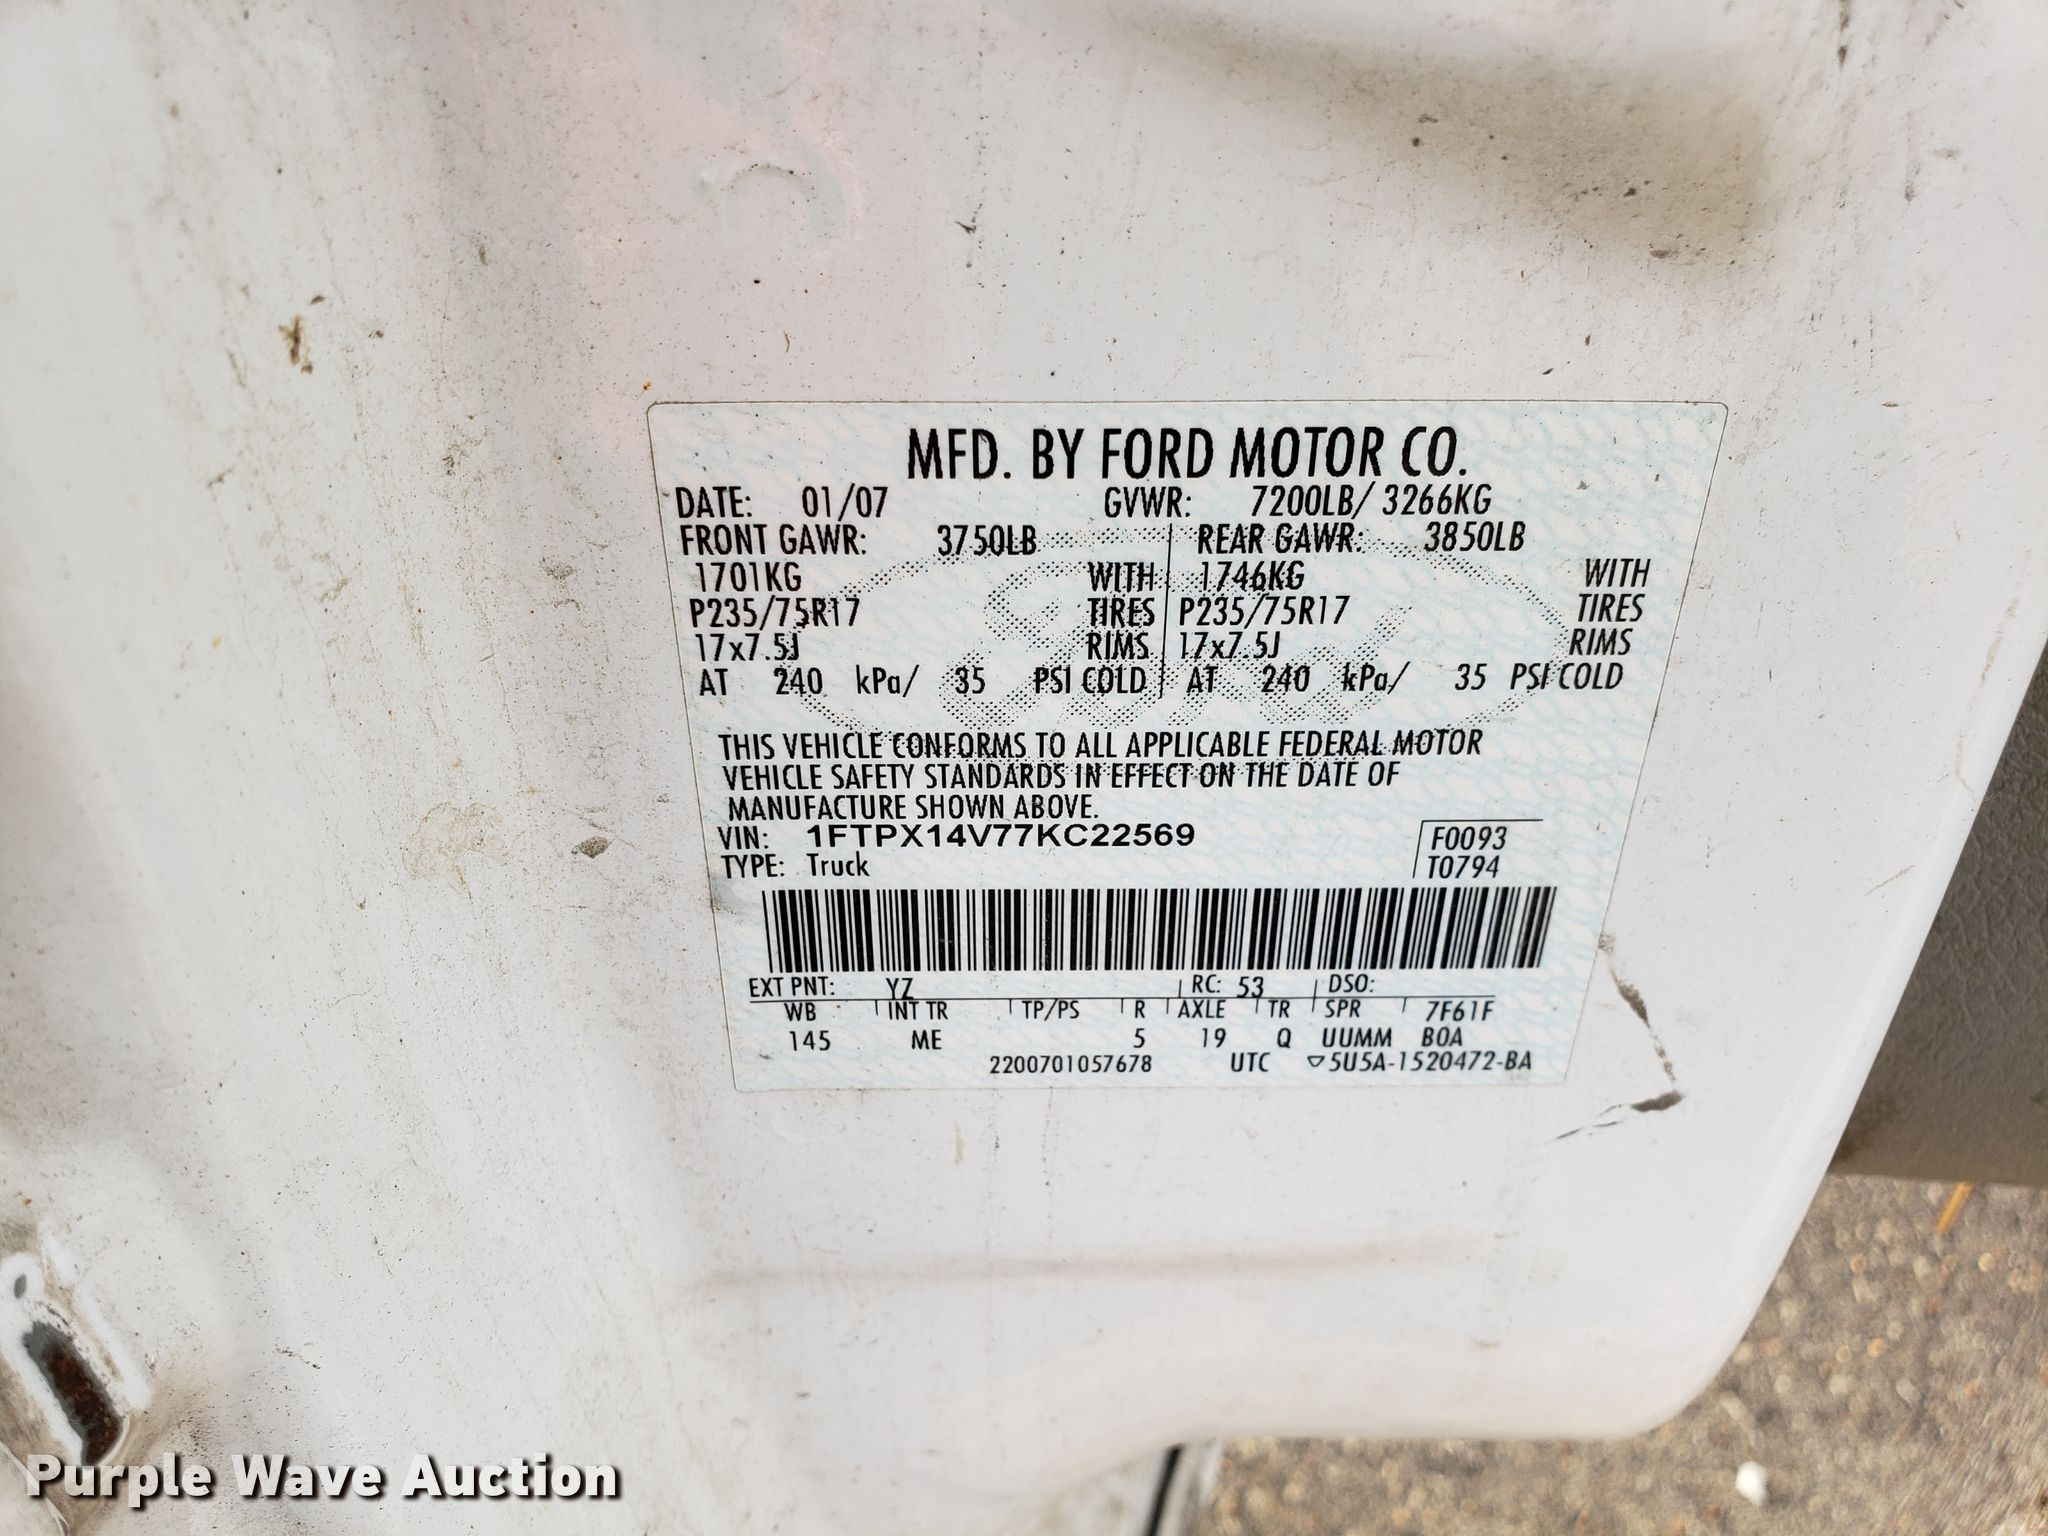 MFD. BY FORD MOTOR CO.
DATE: 01/07 GVWR: 7200LB/ 3266KG
FRONT GAWR: 3750LB REAR GAWR: 3850LB
1701KG WITH 1746KG WITH
P235/75R17 TIRES P235/75R17 TIRES
17x7.5J RIMS 17x7.5J RIMS
AT 240 kPa/ 35 PSI COLD AT 240 kPa/ 35 PSI COLD
THIS VEHICLE CONFORMS TO ALL APPLICABLE FEDERAL MOTOR
VEHICLE SAFETY STANDARDS IN EFFECT ON THE DATE OF
MANUFACTURE SHOWN ABOVE.
VIN: 1FTPX14V77KC22569 F0093
TYPE: Truck T0794
EXT PNT: YZ RC: 53 DSO:
WB INT TR TP/PS R AXLE TR SPR 7F61F
145 ME 5 19 Q UUMM BOA
2200701057678 UTC ▽5U5A-1520472-BA
Purple Wave Auction